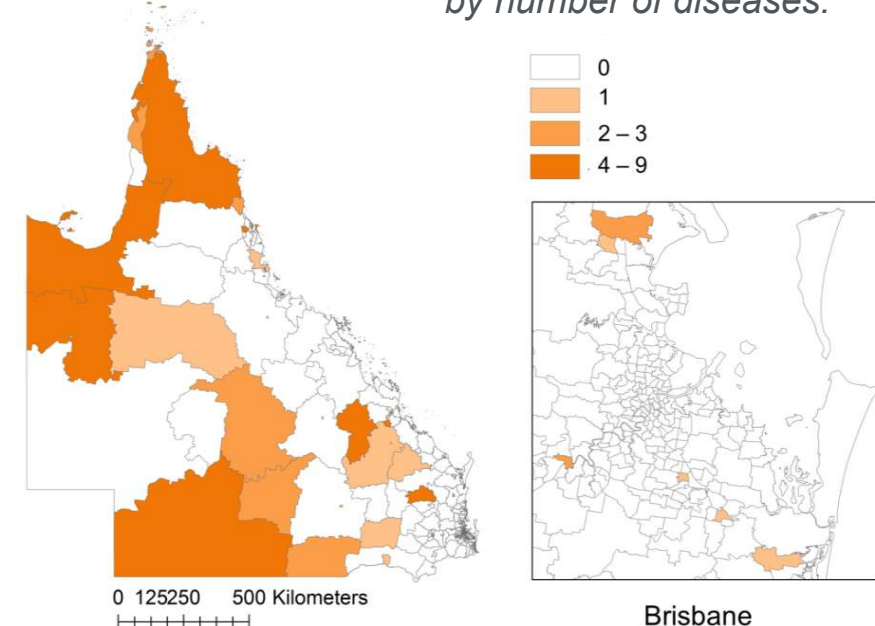 by number of diseases.
0
1
2 – 3
4 – 9
0 125250 500 Kilometers
Brisbane